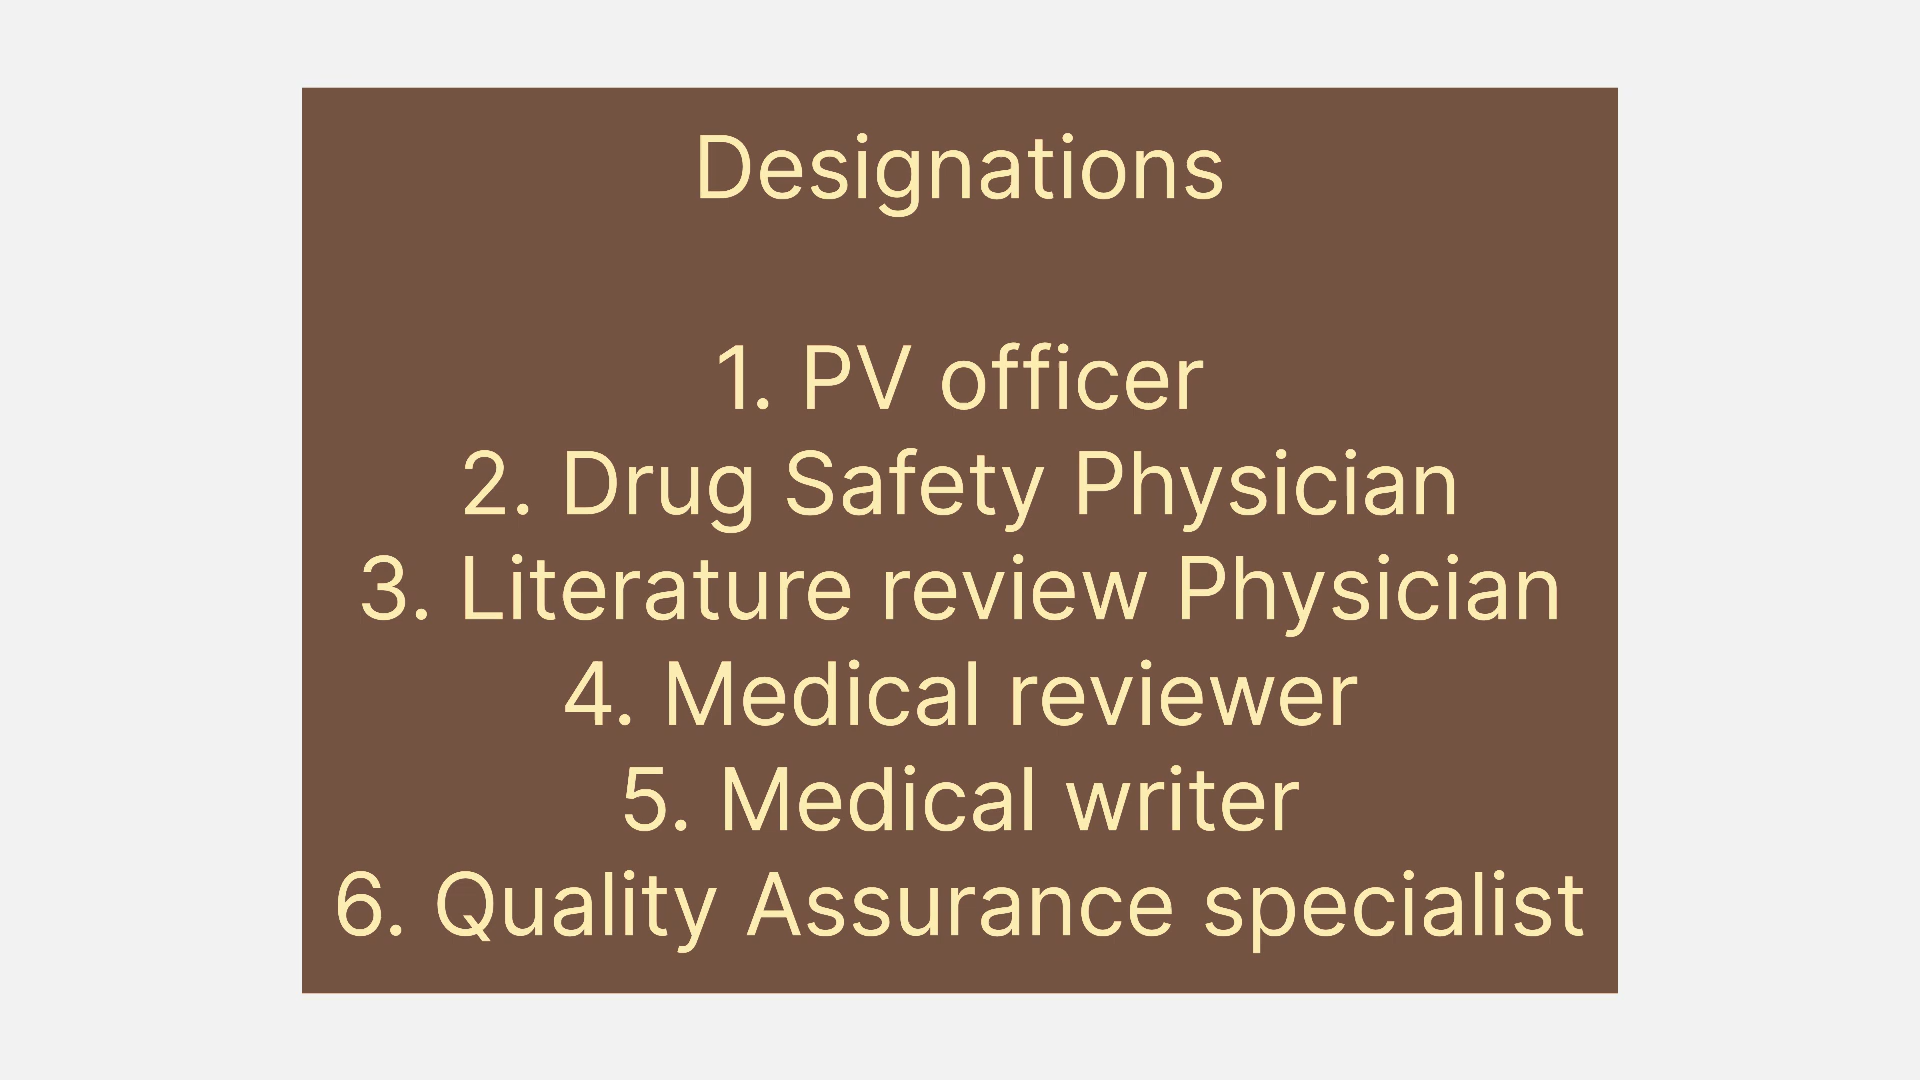 Designations
1. PV officer
2. Drug Safety Physician
3. Literature review Physician
4. Medical reviewer
5. Medical writer
6. Quality Assurance specialist